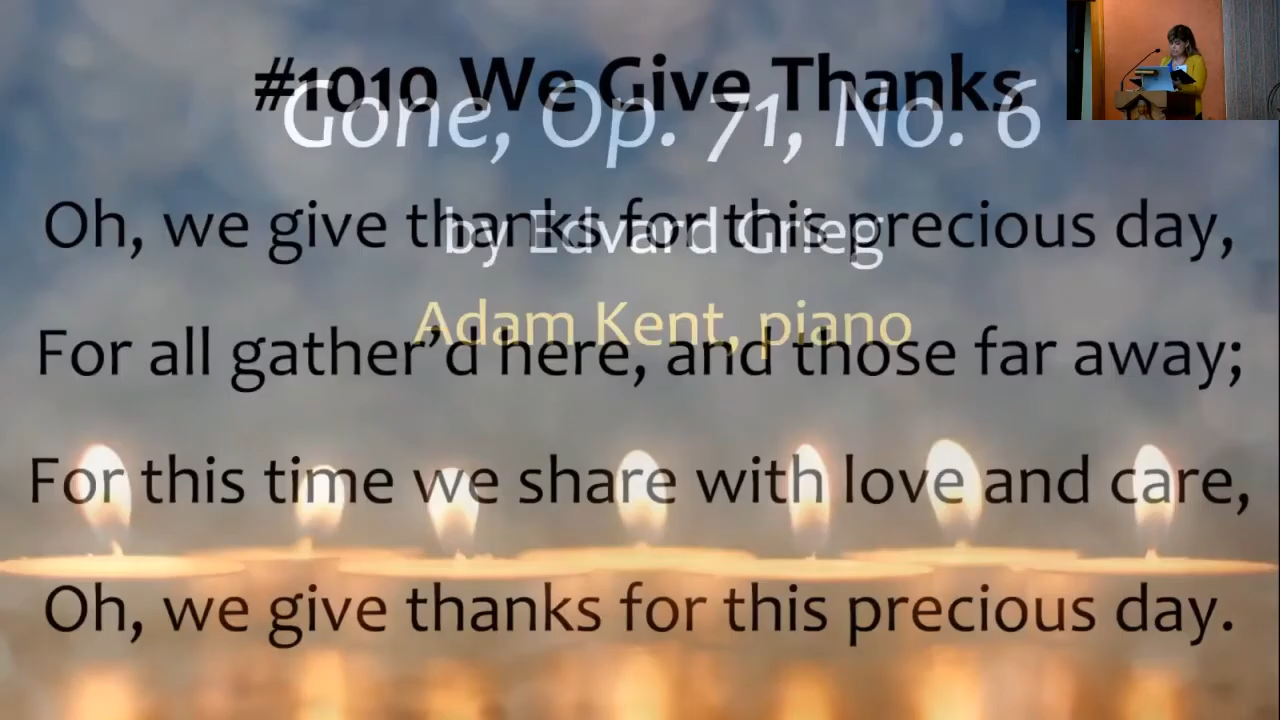 #1010 We Give Thanks
Gone, Op. 71, No. 6
Oh, we give thanks for this precious day,
by Edvard Grieg
Adam Kent, piano
For all gather’d here, and those far away;
For this time we share with love and care,
Oh, we give thanks for this precious day.